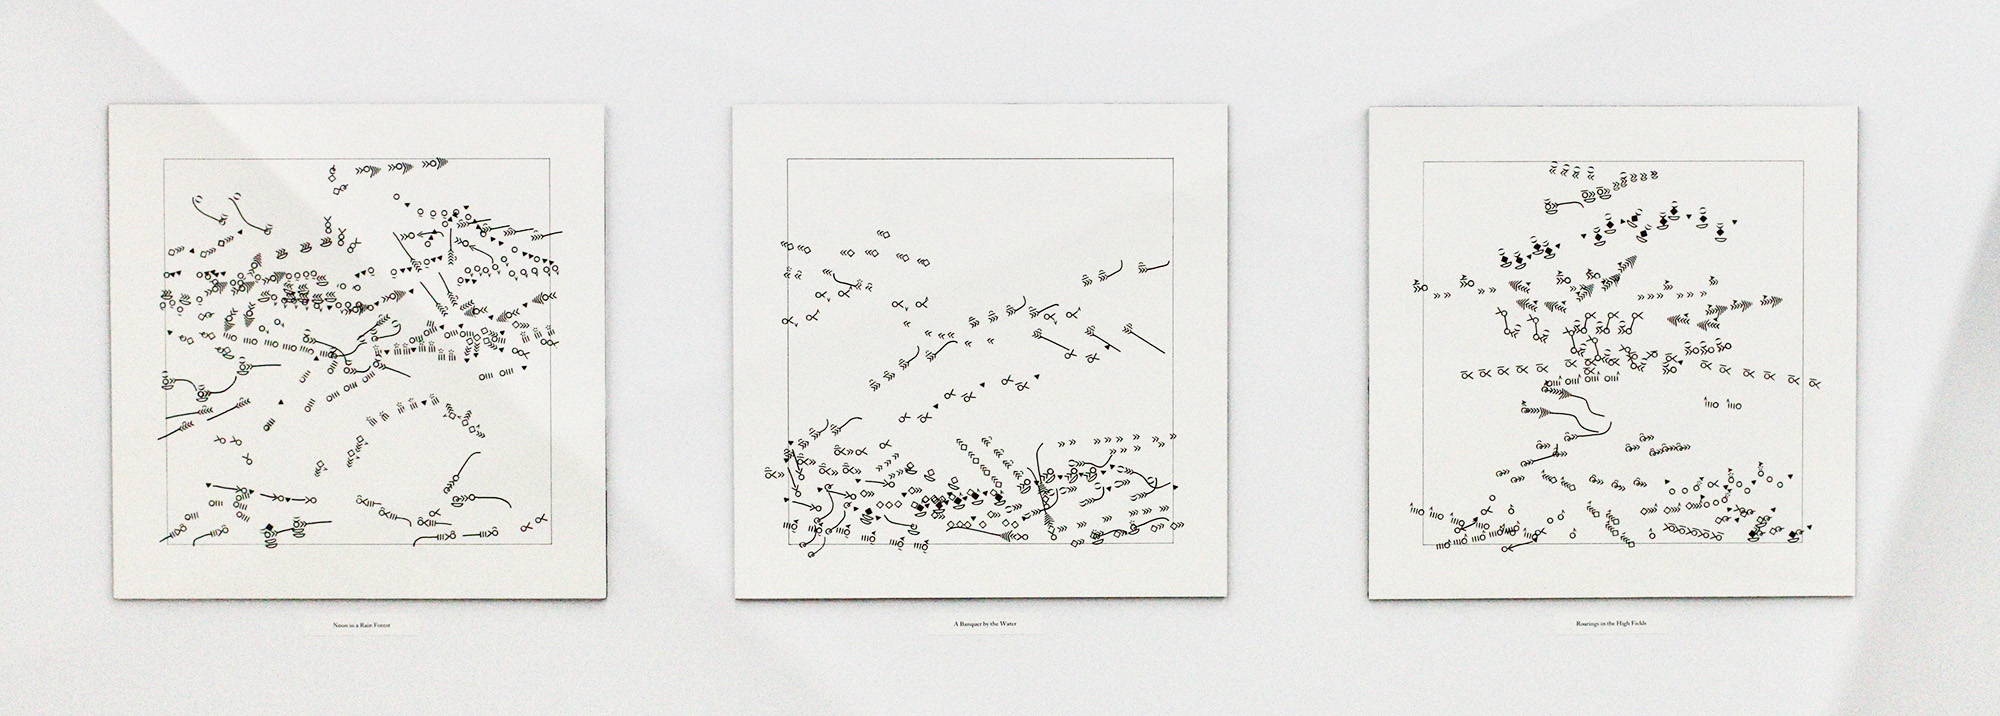 Noon in a Rain Forest
A Banquet by the Water
Roarings in the High Fields